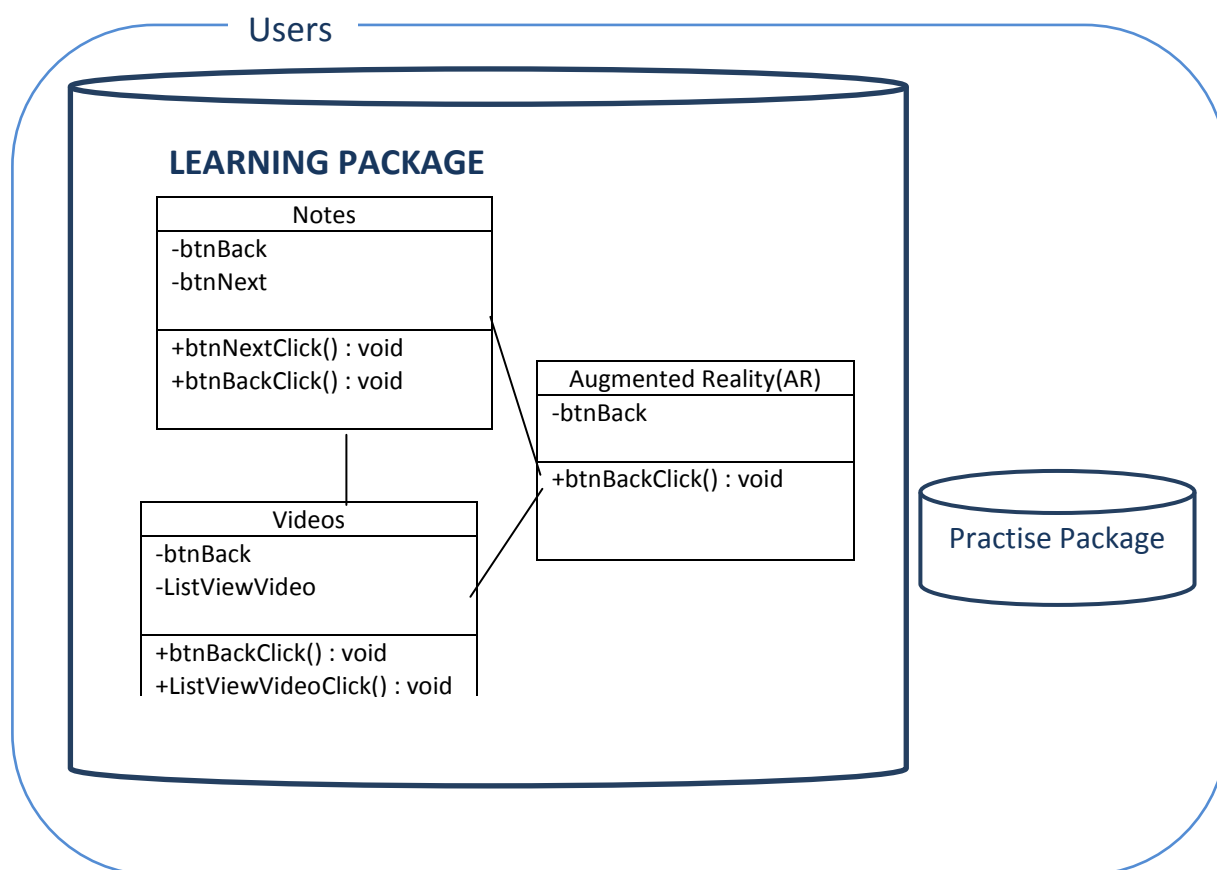 Users
LEARNING PACKAGE
Notes
-btnBack
-btnNext
+btnNextClick() : void
+btnBackClick() : void
Augmented Reality(AR)
-btnBack
+btnBackClick() : void
Videos
-btnBack
-ListViewVideo
+btnBackClick() : void
+ListViewVideoClick() : void
Practise Package